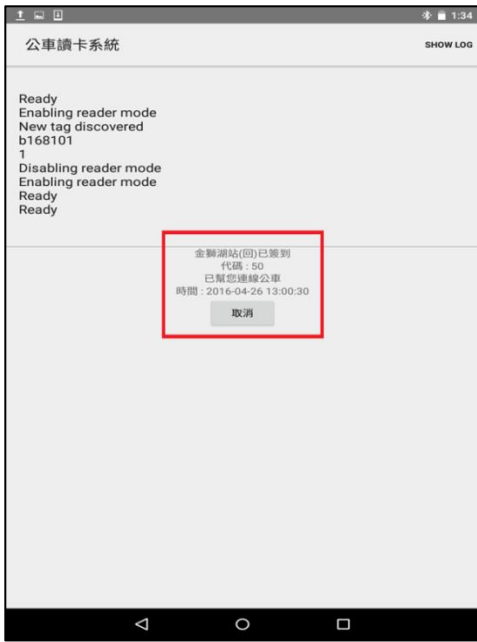 1:34
公車讀卡系統
SHOW LOG
Ready
Enabling reader mode
New tag discovered
b168101
1
Disabling reader mode
Enabling reader mode
Ready
Ready
金獅湖站(回)已簽到
代碼 : 50
已幫您連線公車
時間 : 2016-04-26 13:00:30
取消